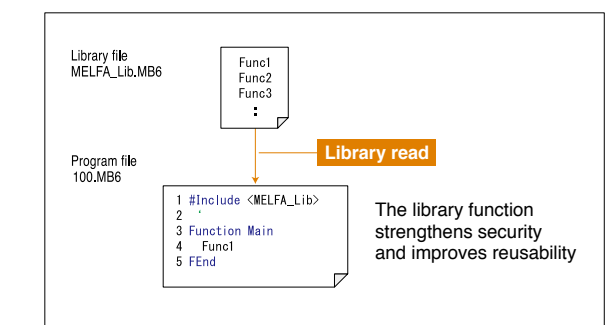 Library file
MELFA_Lib.MB6
Func1
Func2
Func3
:
Library read
Program file
100.MB6
1 #Include <MELFA_Lib>
2 '
3 Function Main
4 Func1
5 FEnd
The library function
strengthens security
and improves reusability